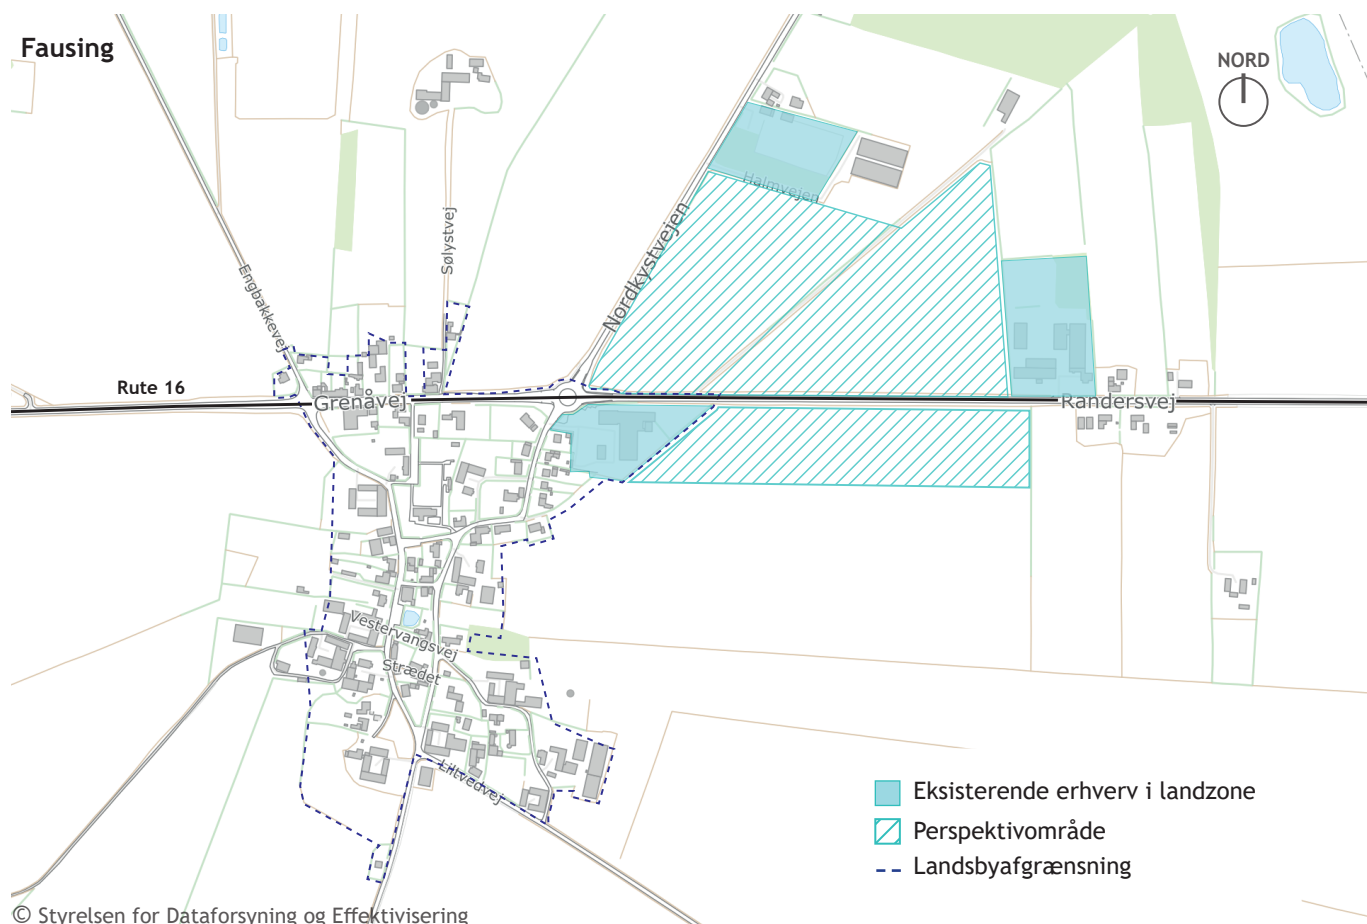 Fausing
NORD
Halmvejen
Sølystvej
Nordkystvejen
Engbakkevej
Rute 16
Grenåvej
Randersvej
Vestervangsvej
Strædet
Liltvedvej
Eksisterende erhverv i landzone
Perspektivområde
Landsbyafgrænsning
© Styrelsen for Dataforsyning og Effektivisering